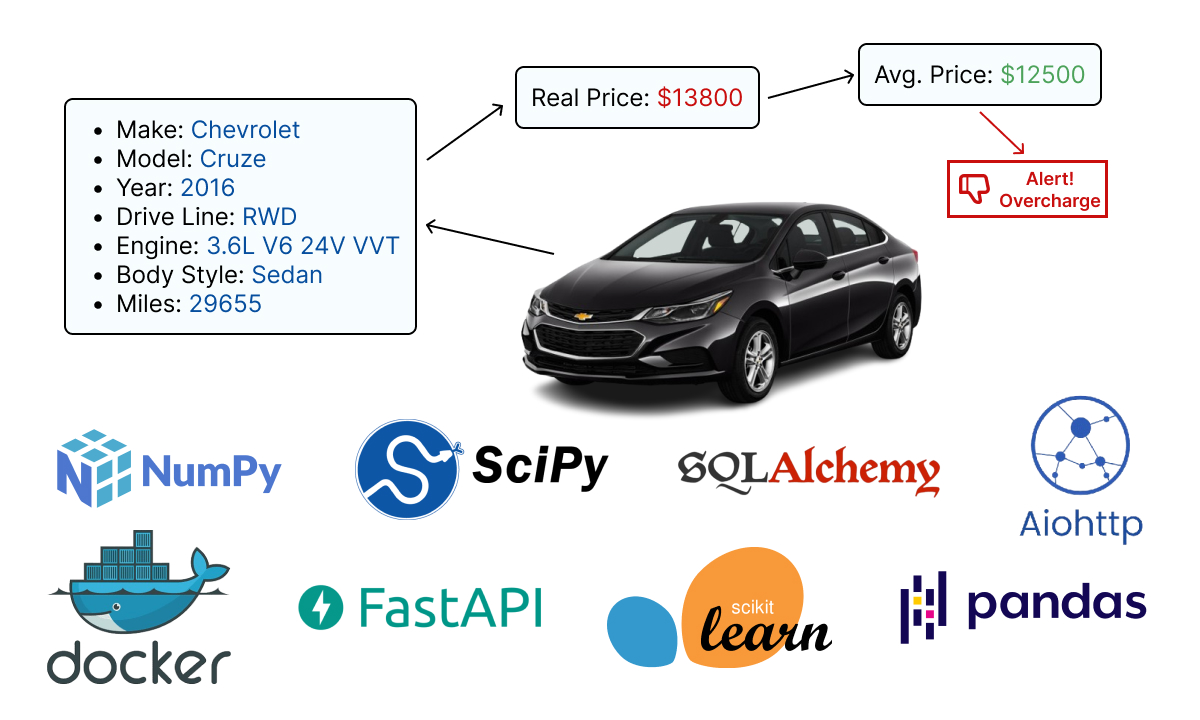 Real Price: $13800
Avg. Price: $12500
Alert!
Overcharge
• Make: Chevrolet
• Model: Cruze
• Year: 2016
• Drive Line: RWD
• Engine: 3.6L V6 24V VVT
• Body Style: Sedan
• Miles: 29655
NumPy
SciPy
SQLAlchemy
Aiohttp
docker
FastAPI
scikit
learn
pandas